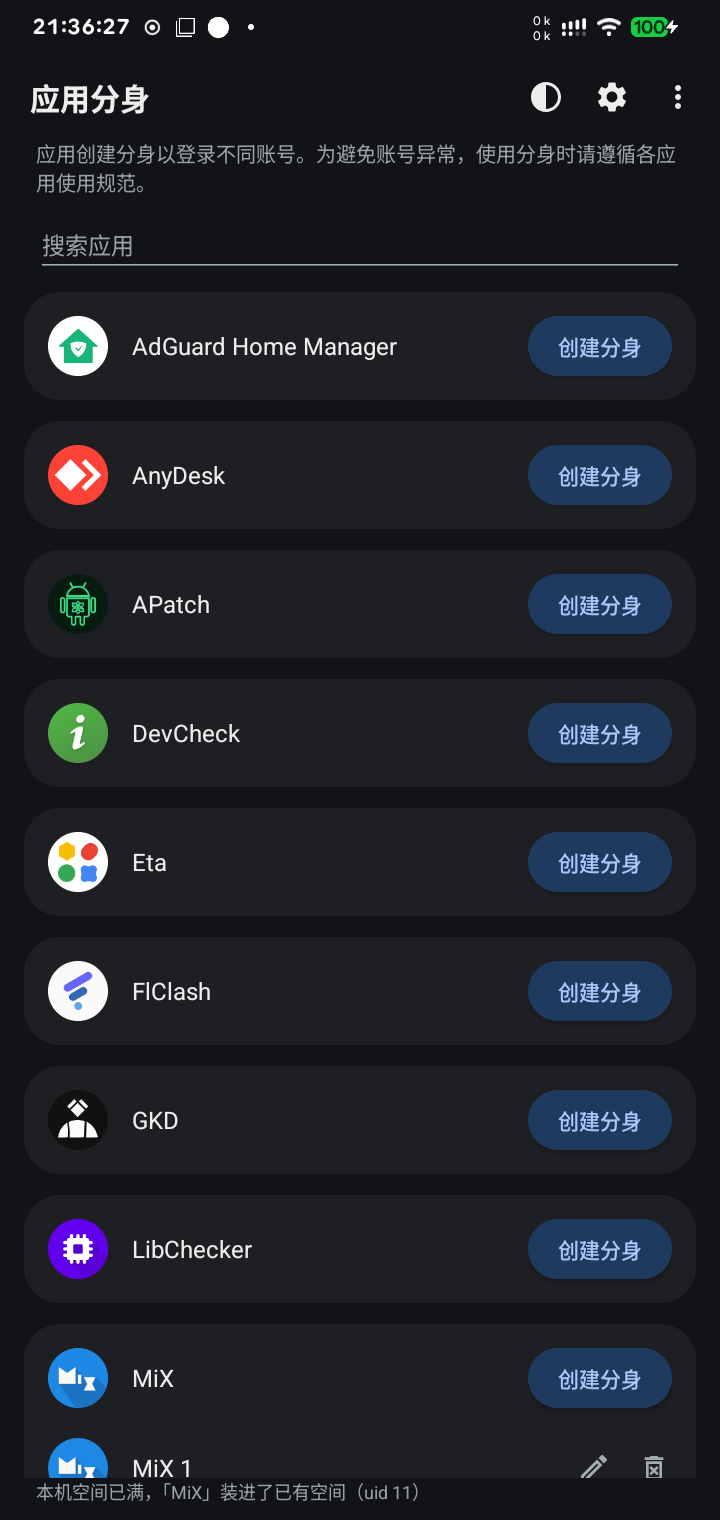 21:36:27
0 k
0 k
100
应用分身
应用创建分身以登录不同账号。为避免账号异常，使用分身时请遵循各应
用使用规范。
搜索应用
AdGuard Home Manager
创建分身
AnyDesk
创建分身
APatch
创建分身
DevCheck
创建分身
Eta
创建分身
FlClash
创建分身
GKD
创建分身
LibChecker
创建分身
MiX
创建分身
MiX 1
本机空间已满，「MiX」装进了已有空间（uid 11）